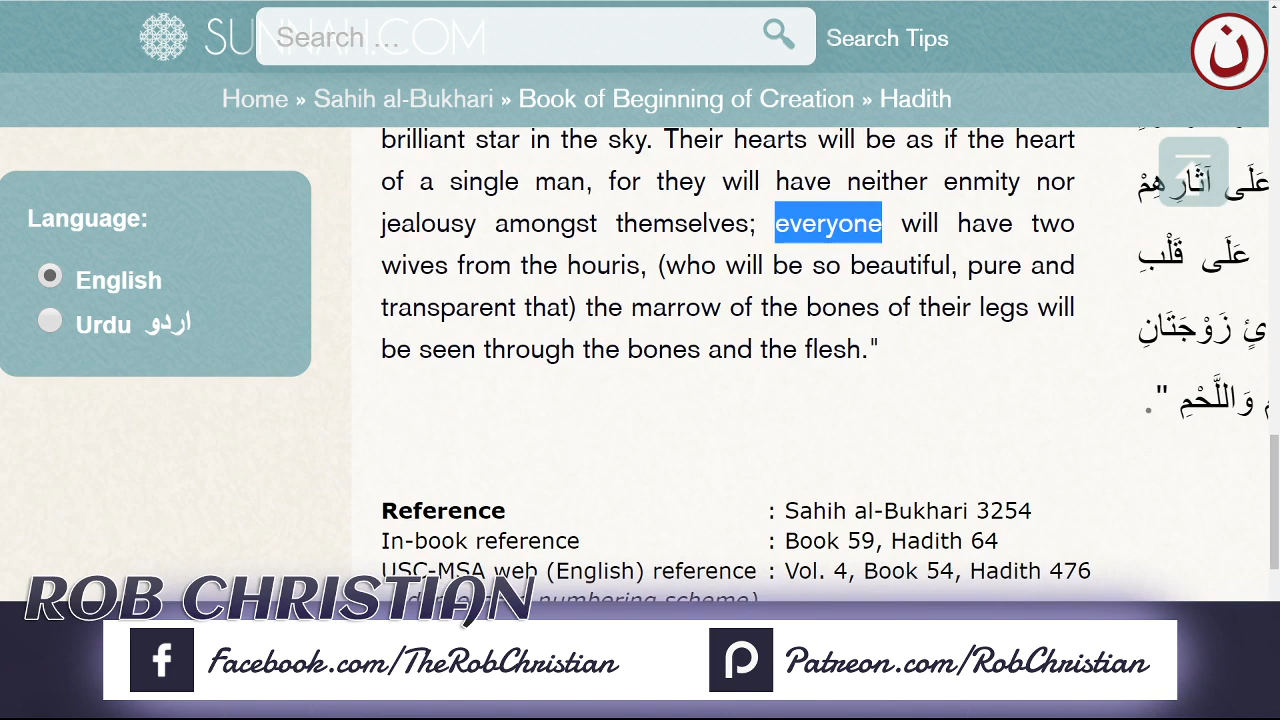 SUNNAH.COM
Search ...
Search Tips
ن
Home » Sahih al-Bukhari » Book of Beginning of Creation » Hadith
brilliant star in the sky. Their hearts will be as if the heart
of a single man, for they will have neither enmity nor
jealousy amongst themselves; everyone will have two
wives from the houris, (who will be so beautiful, pure and
transparent that) the marrow of the bones of their legs will
be seen through the bones and the flesh."
Language:
English
Urdu اردو
عَلَى آثَارِهِمْ
عَلَى قَلْبِ
زَوْجَتَانِ
وَاللَّحْمِ "‏.‏
Reference : Sahih al-Bukhari 3254
In-book reference : Book 59, Hadith 64
USC-MSA web (English) reference : Vol. 4, Book 54, Hadith 476
numbering scheme)
ROB CHRISTIAN
Facebook.com/TheRobChristian
Patreon.com/RobChristian